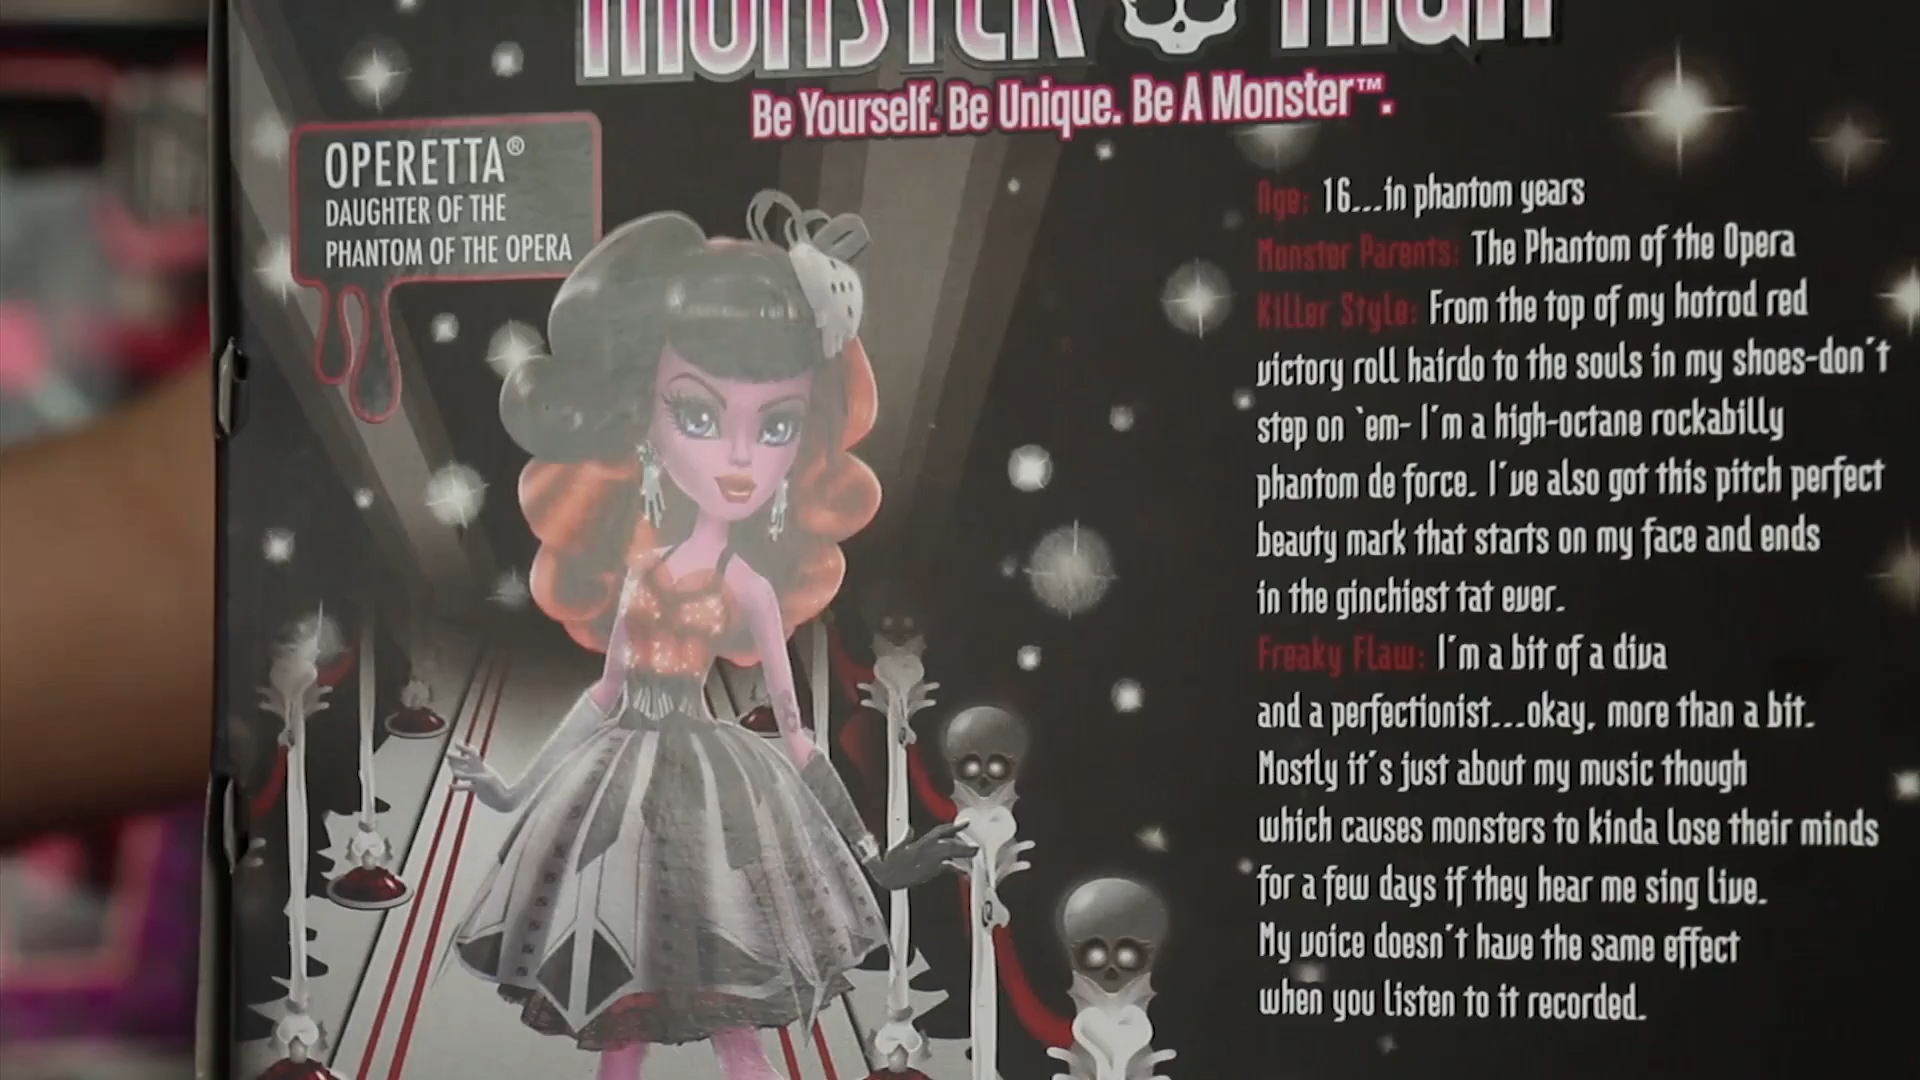 MONSTER HIGH
Be Yourself. Be Unique. Be A Monster™.
OPERETTA®
DAUGHTER OF THE
PHANTOM OF THE OPERA
Age: 16...in phantom years
Monster Parents: The Phantom of the Opera
Killer Style: From the top of my hotrod red
victory roll hairdo to the souls in my shoes-don't
step on `em- I'm a high-octane rockabilly
phantom de force. I've also got this pitch perfect
beauty mark that starts on my face and ends
in the ginchiest tat ever.
Freaky Flaw: I'm a bit of a diva
and a perfectionist...okay, more than a bit.
Mostly it's just about my music though
which causes monsters to kinda lose their minds
for a few days if they hear me sing live.
My voice doesn't have the same effect
when you listen to it recorded.